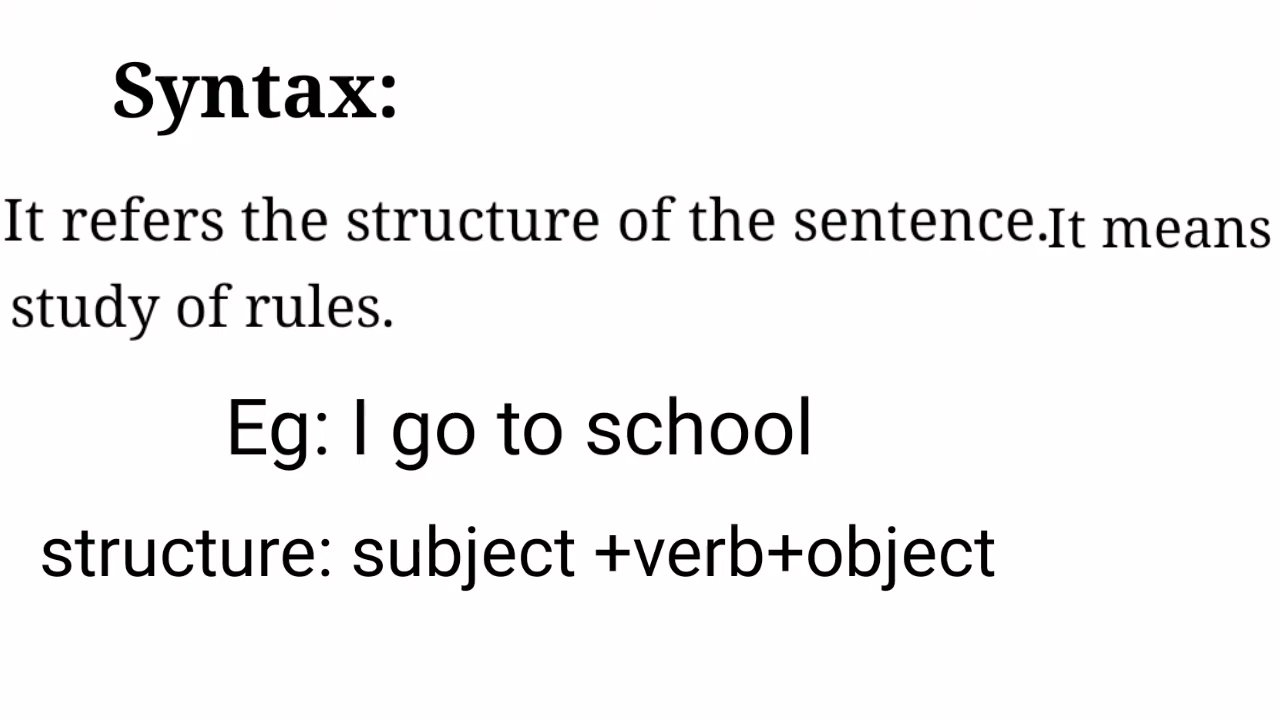 Syntax:
It refers the structure of the sentence.It means
study of rules.
Eg: I go to school
structure: subject +verb+object